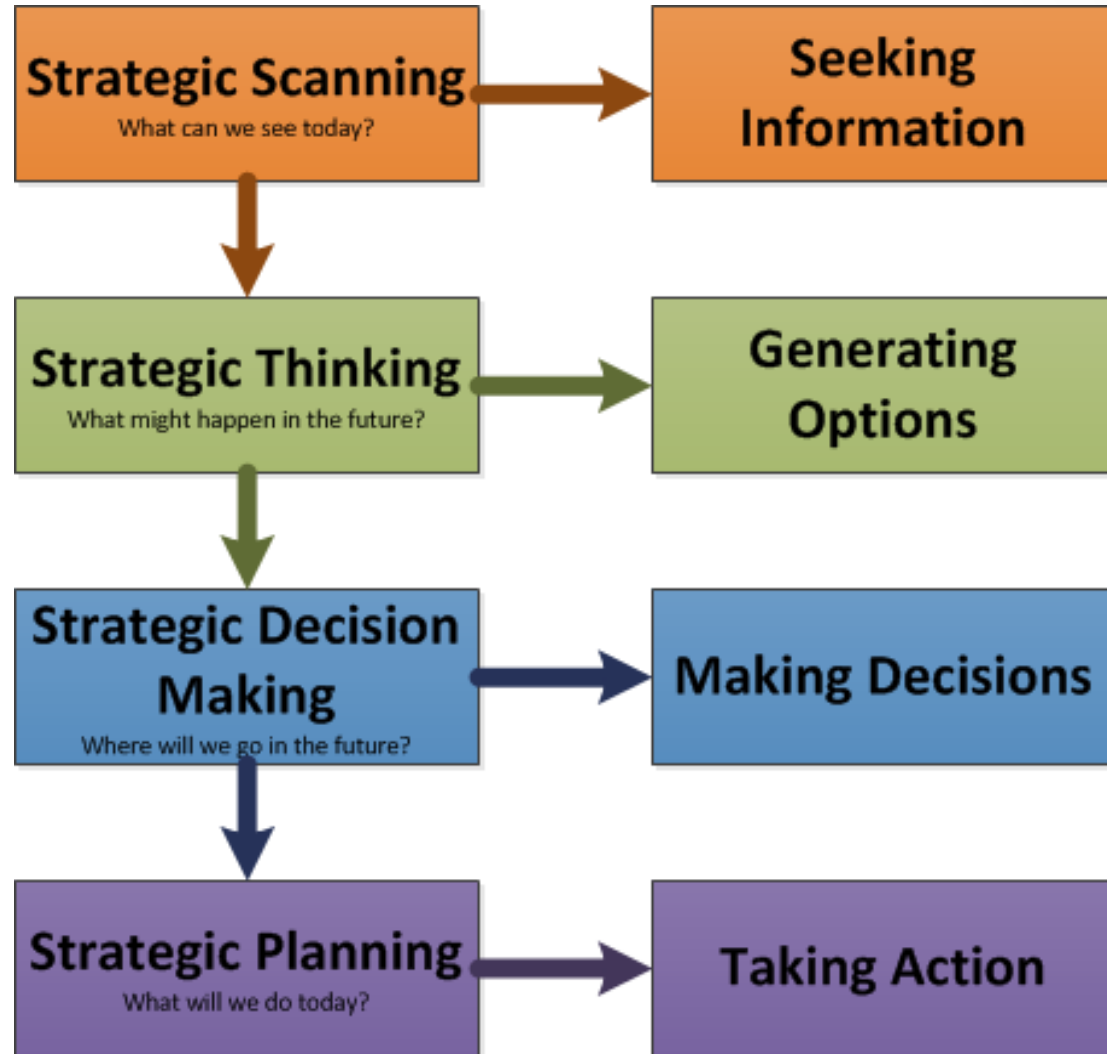 Strategic Scanning
What can we see today?
Seeking
Information
Strategic Thinking
What might happen in the future?
Generating
Options
Strategic Decision
Making
Where will we go in the future?
Making Decisions
Strategic Planning
What will we do today?
Taking Action